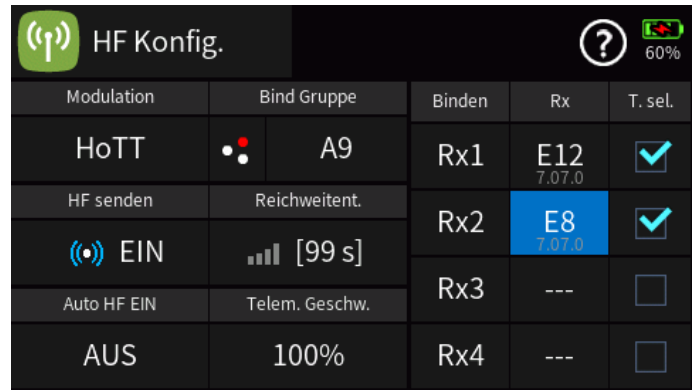 HF Konfig.
?
60%
Modulation
Bind Gruppe
HoTT
A9
HF senden
Reichweitent.
EIN
[99 s]
Auto HF EIN
Telem. Geschw.
AUS
100%
Binden
Rx
T. sel.
Rx1
E12
7.07.0
Rx2
E8
7.07.0
Rx3
---
Rx4
---